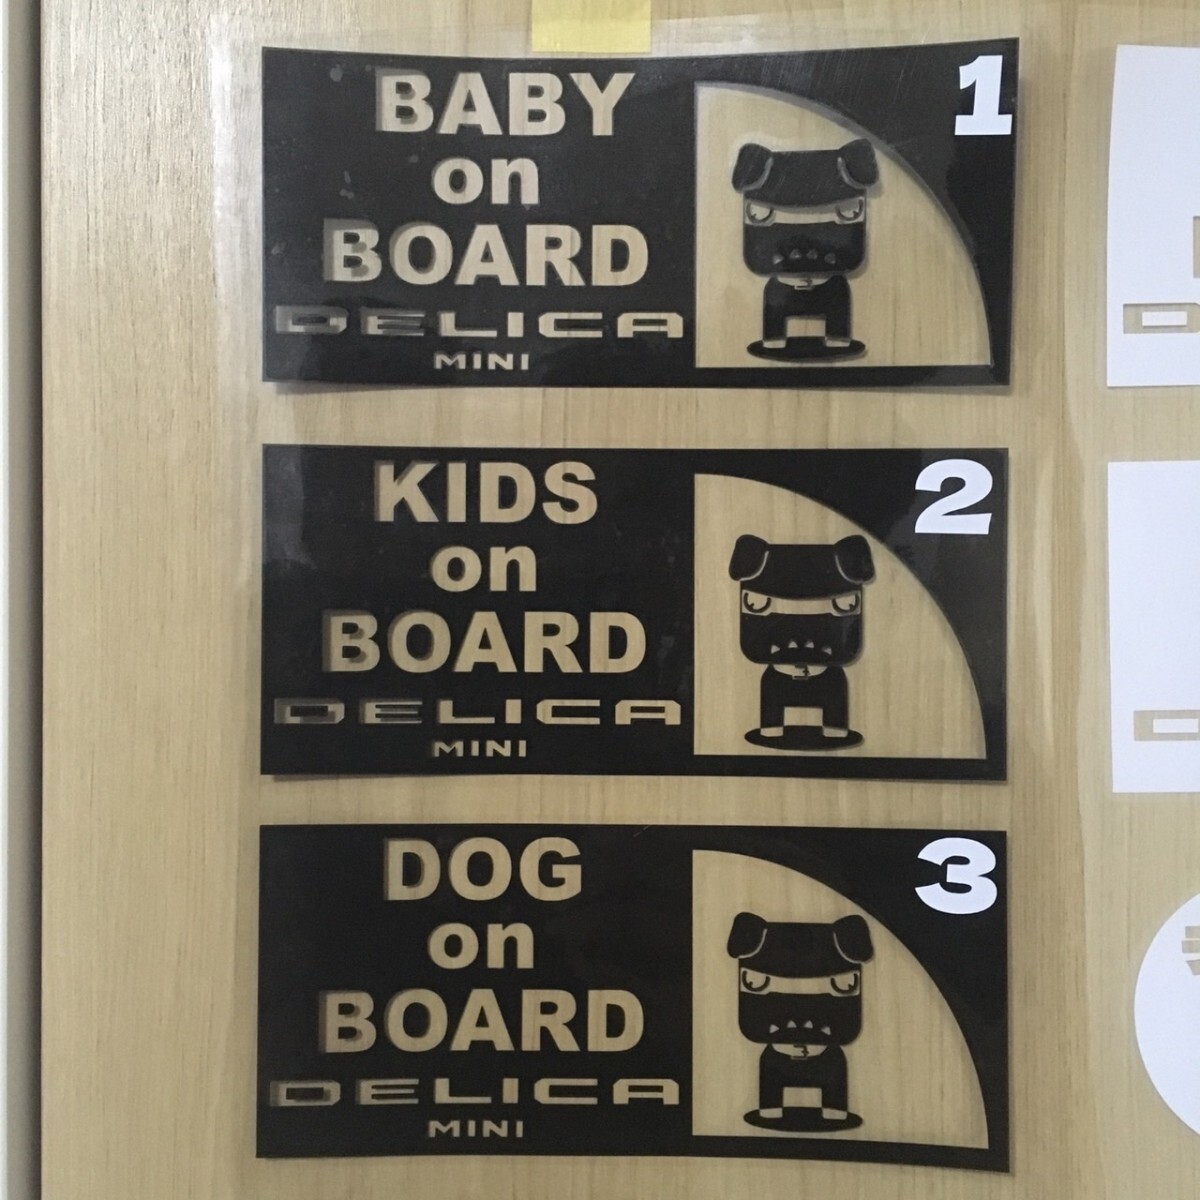 BABY
on
BOARD
DELICA
MINI
1
KIDS
on
BOARD
DELICA
MINI
2
DOG
on
BOARD
DELICA
MINI
3